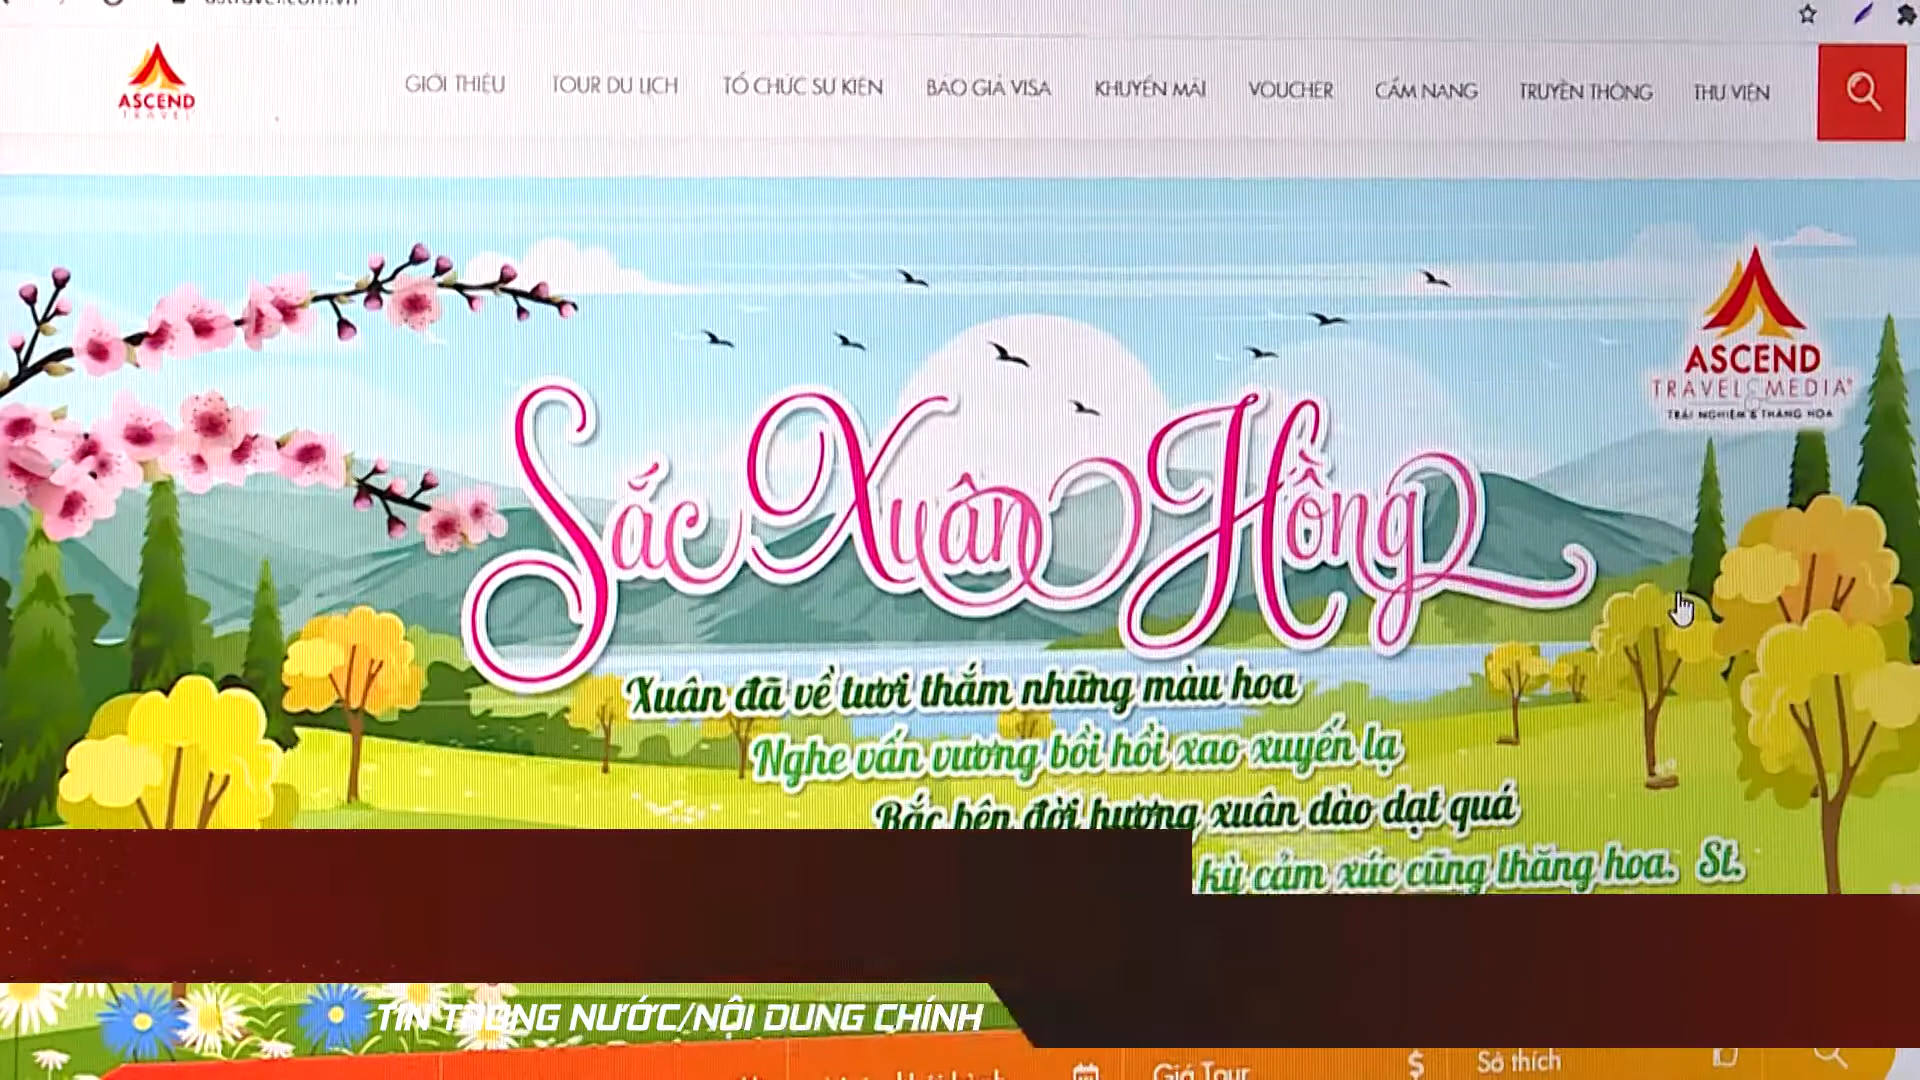 ASCEND
TRAVEL
GIỚI THIỆU TOUR DU LỊCH TỔ CHỨC SỰ KIỆN BÁO GIÁ VISA KHUYẾN MÃI VOUCHER CẨM NANG TRUYỀN THÔNG THƯ VIỆN
ASCEND
TRAVEL & MEDIA
TRẢI NGHIỆM & THĂNG HOA
Sắc Xuân Hồng
Xuân đã về tươi thắm những màu hoa
Nghe vấn vương bồi hồi xao xuyến lạ
Bắc bên đời hương xuân dào dạt quá
kỳ cảm xúc cũng thăng hoa. St.
TIN TRONG NƯỚC/NỘI DUNG CHÍNH
Giá Tour
Sở thích